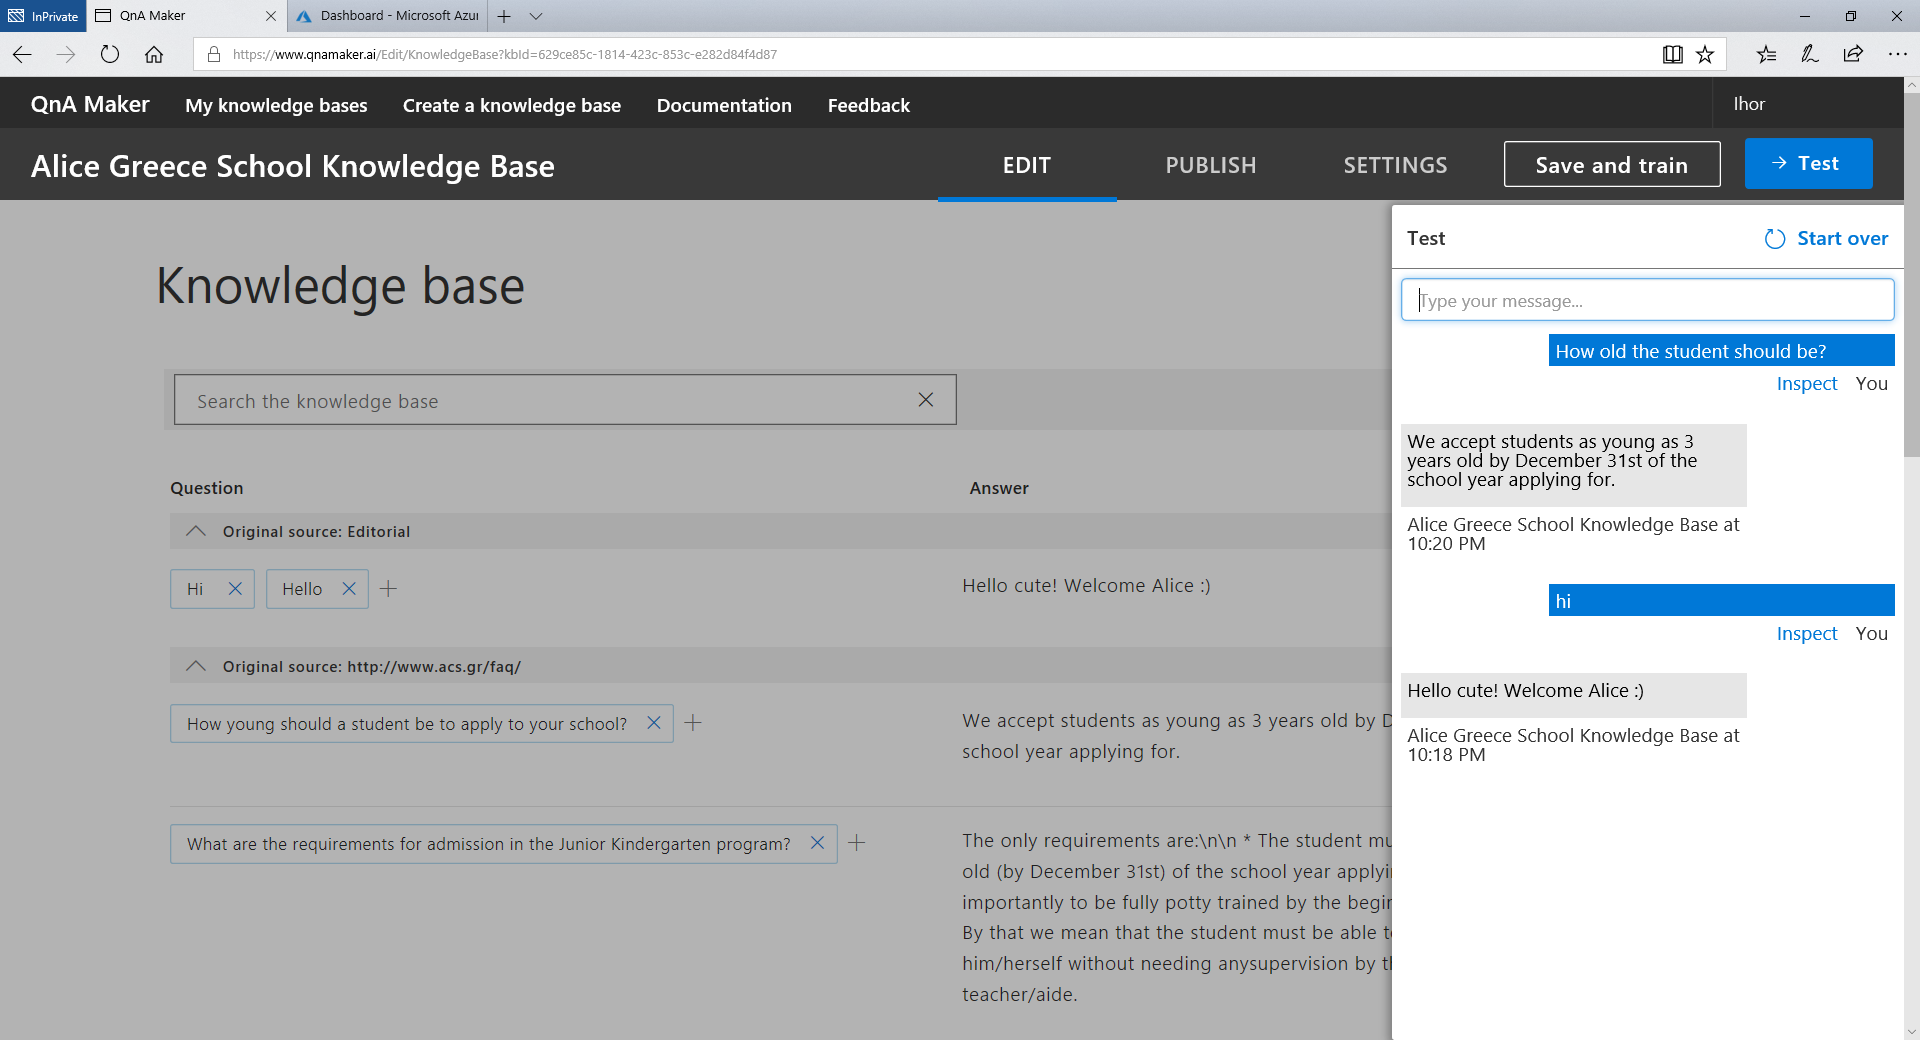 InPrivate
QnA Maker
Dashboard - Microsoft Azur
https://www.qnamaker.ai/Edit/KnowledgeBase?kbId=629ce85c-1814-423c-853c-e282d84f4d87
QnA Maker
My knowledge bases
Create a knowledge base
Documentation
Feedback
Ihor
Alice Greece School Knowledge Base
EDIT
PUBLISH
SETTINGS
Save and train
Test
Knowledge base
Search the knowledge base
Question
Answer
Original source: Editorial
Hi
Hello
Hello cute! Welcome Alice :)
Original source: http://www.acs.gr/faq/
How young should a student be to apply to your school?
We accept students as young as 3 years old by D
school year applying for.
What are the requirements for admission in the Junior Kindergarten program?
The only requirements are:\n\n * The student mu
old (by December 31st) of the school year applyi
importantly to be fully potty trained by the begin
By that we mean that the student must be able t
him/herself without needing anysupervision by th
teacher/aide.
Test
Start over
Type your message...
How old the student should be?
Inspect You
We accept students as young as 3
years old by December 31st of the
school year applying for.
Alice Greece School Knowledge Base at
10:20 PM
hi
Inspect You
Hello cute! Welcome Alice :)
Alice Greece School Knowledge Base at
10:18 PM